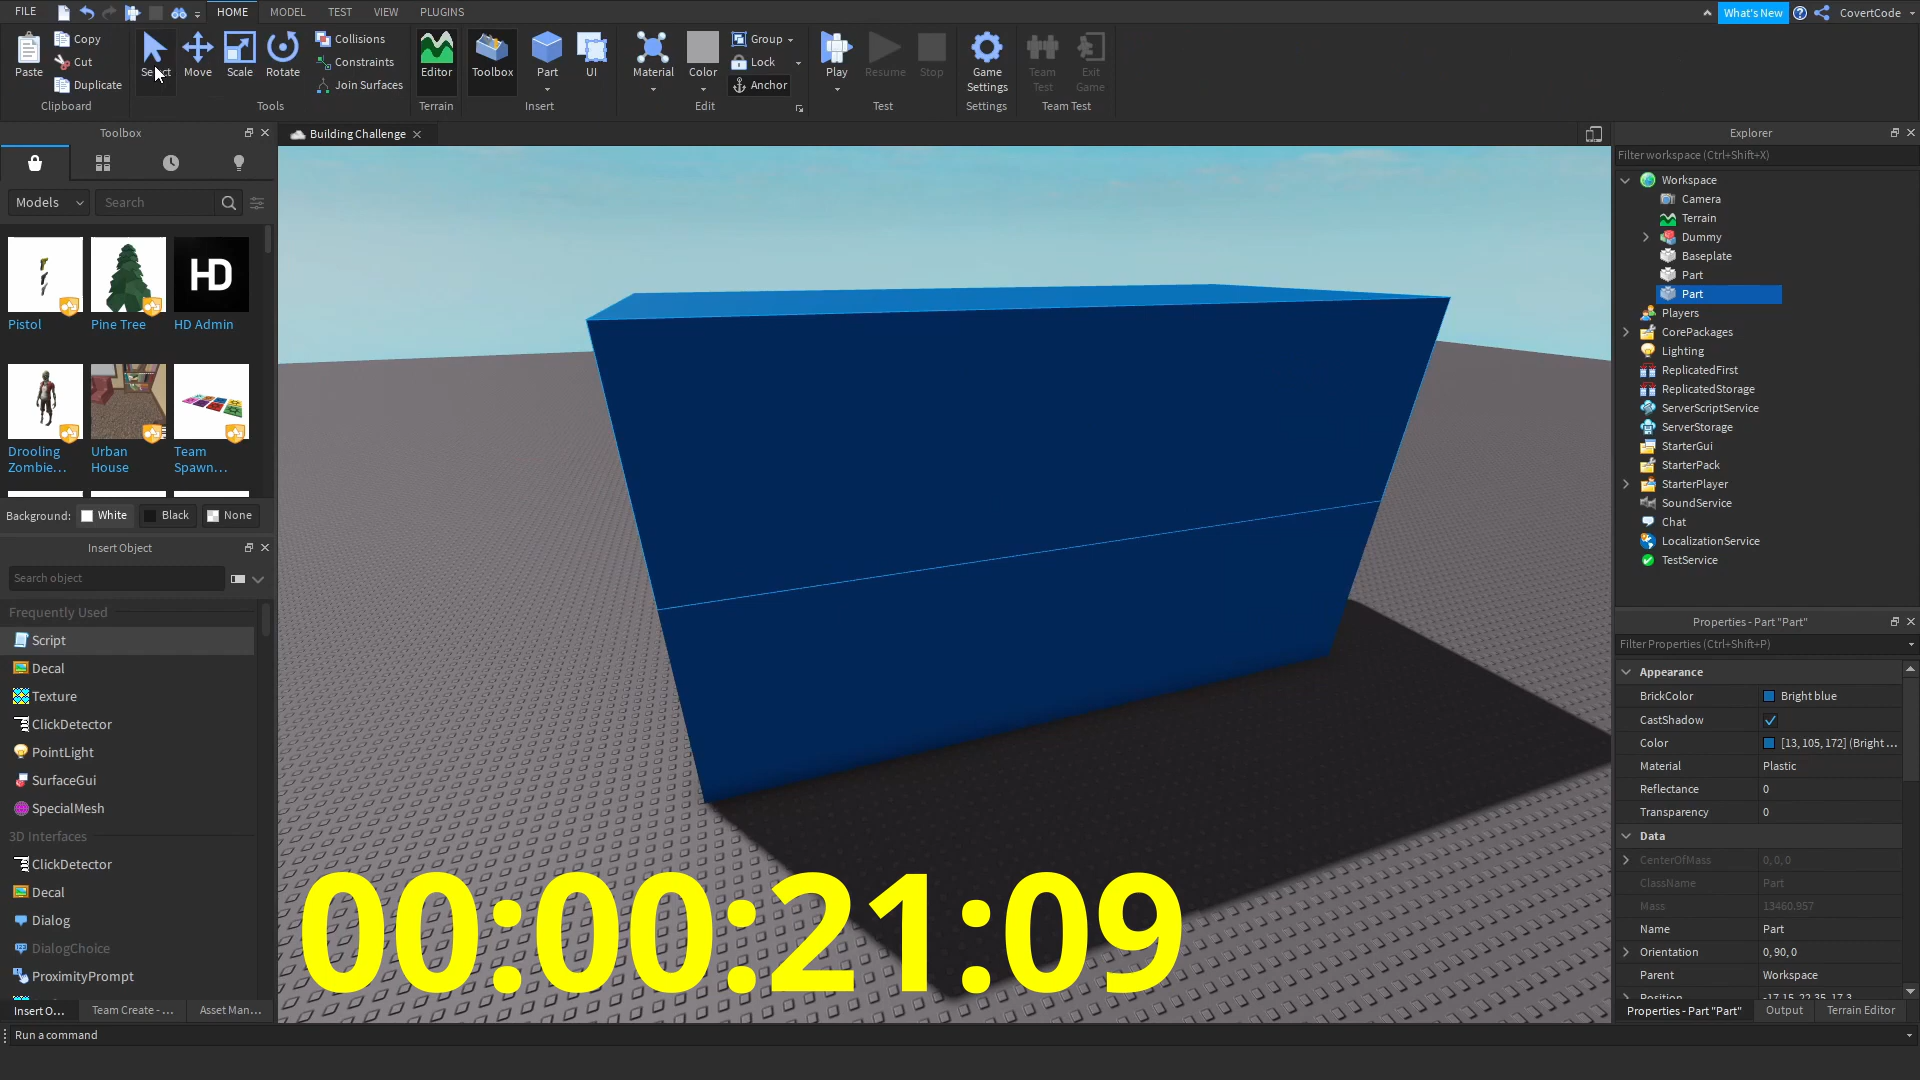 FILE
HOME
MODEL
TEST
VIEW
PLUGINS
What's New
CovertCode
Paste
Copy
Cut
Duplicate
Clipboard
Select
Move
Scale
Rotate
Collisions
Constraints
Join Surfaces
Tools
Editor
Terrain
Toolbox
Part
UI
Insert
Material
Color
Group
Lock
Anchor
Edit
Play
Resume
Stop
Test
Game
Settings
Settings
Team
Test
Exit
Game
Team Test
Toolbox
Models
Search
Pistol
Pine Tree
HD
HD Admin
Drooling
Zombie...
Urban
House
Team
Spawn...
Background:
White
Black
None
Insert Object
Search object
Frequently Used
Script
Decal
Texture
ClickDetector
PointLight
SurfaceGui
SpecialMesh
3D Interfaces
ClickDetector
Decal
Dialog
DialogChoice
ProximityPrompt
Insert O...
Team Create - ...
Asset Man...
Run a command
Building Challenge
00:00:21:09
Explorer
Filter workspace (Ctrl+Shift+X)
Workspace
Camera
Terrain
Dummy
Baseplate
Part
Part
Players
CorePackages
Lighting
ReplicatedFirst
ReplicatedStorage
ServerScriptService
ServerStorage
StarterGui
StarterPack
StarterPlayer
SoundService
Chat
LocalizationService
TestService
Properties - Part "Part"
Filter Properties (Ctrl+Shift+P)
Appearance
BrickColor Bright blue
CastShadow
Color [13, 105, 172] (Bright ...
Material Plastic
Reflectance 0
Transparency 0
Data
CenterOfMass 0, 0, 0
ClassName Part
Mass 13460.957
Name Part
Orientation 0, 90, 0
Parent Workspace
Position -17.15, 22.35, 17.3
Properties - Part "Part"
Output
Terrain Editor